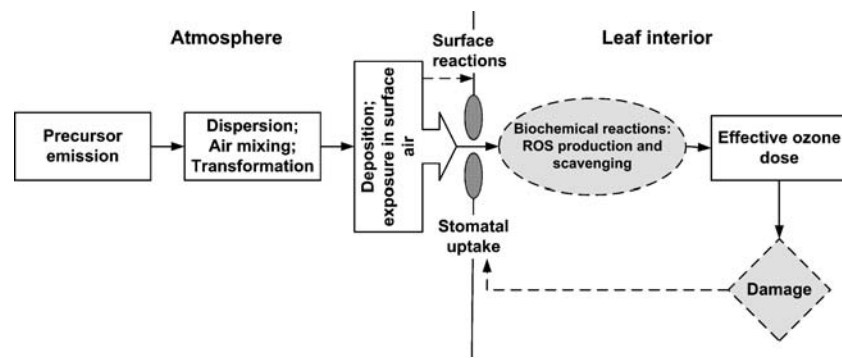 Atmosphere
Surface
reactions
Leaf interior
Precursor
emission
Dispersion;
Air mixing;
Transformation
Deposition;
exposure in surface
air
Biochemical reactions:
ROS production and
scavenging
Effective ozone
dose
Stomatal
uptake
Damage